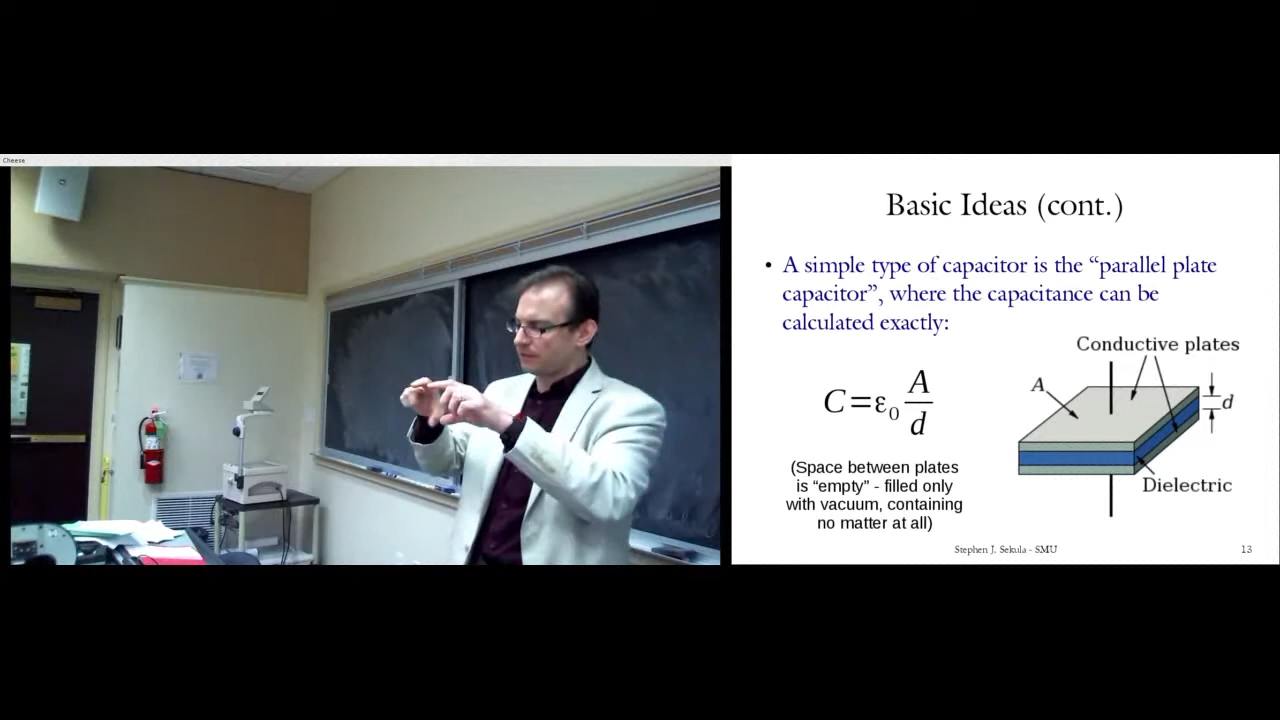 Cheese
Basic Ideas (cont.)
• A simple type of capacitor is the “parallel plate
capacitor”, where the capacitance can be
calculated exactly:
Conductive plates
A
d
C=ε₀ A/d
(Space between plates
is “empty” - filled only
with vacuum, containing
no matter at all)
Dielectric
Stephen J. Sekula - SMU
13